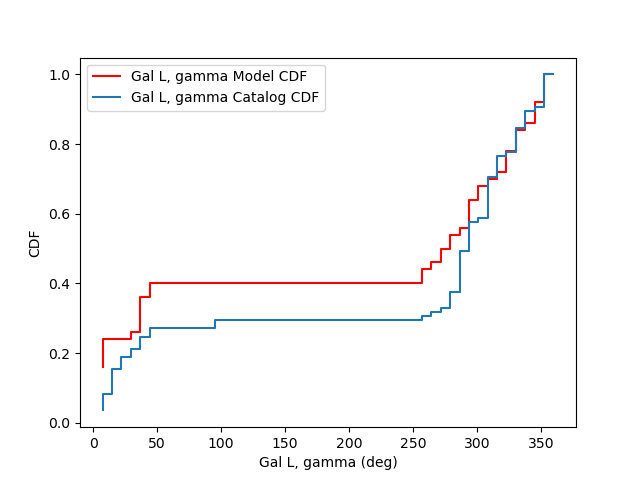 Gal L, gamma Model CDF
Gal L, gamma Catalog CDF
1.0
0.8
0.6
0.4
0.2
0.0
CDF
0 50 100 150 200 250 300 350
Gal L, gamma (deg)